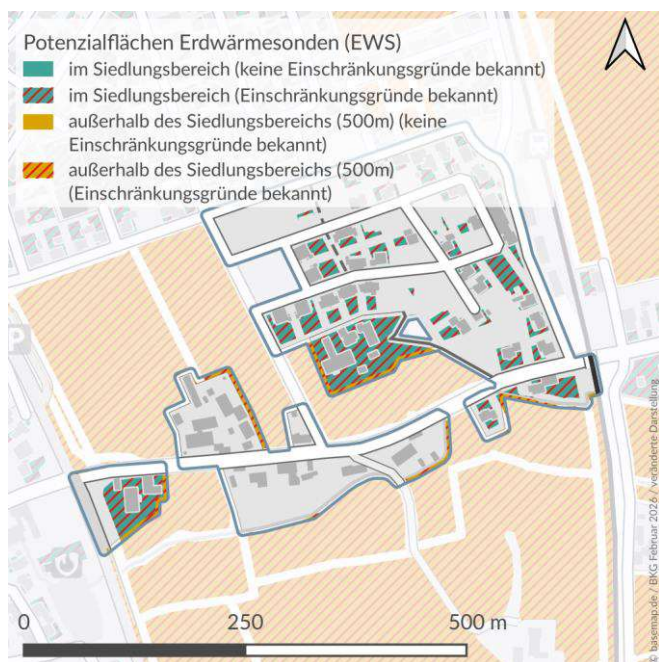 Potenzialflächen Erdwärmesonden (EWS)
im Siedlungsbereich (keine Einschränkungsgründe bekannt)
im Siedlungsbereich (Einschränkungsgründe bekannt)
außerhalb des Siedlungsbereichs (500m) (keine
Einschränkungsgründe bekannt)
außerhalb des Siedlungsbereichs (500m)
(Einschränkungsgründe bekannt)
P
0 250 500 m
© basemap.de / BKG Februar 2026 / veränderte Darstellung